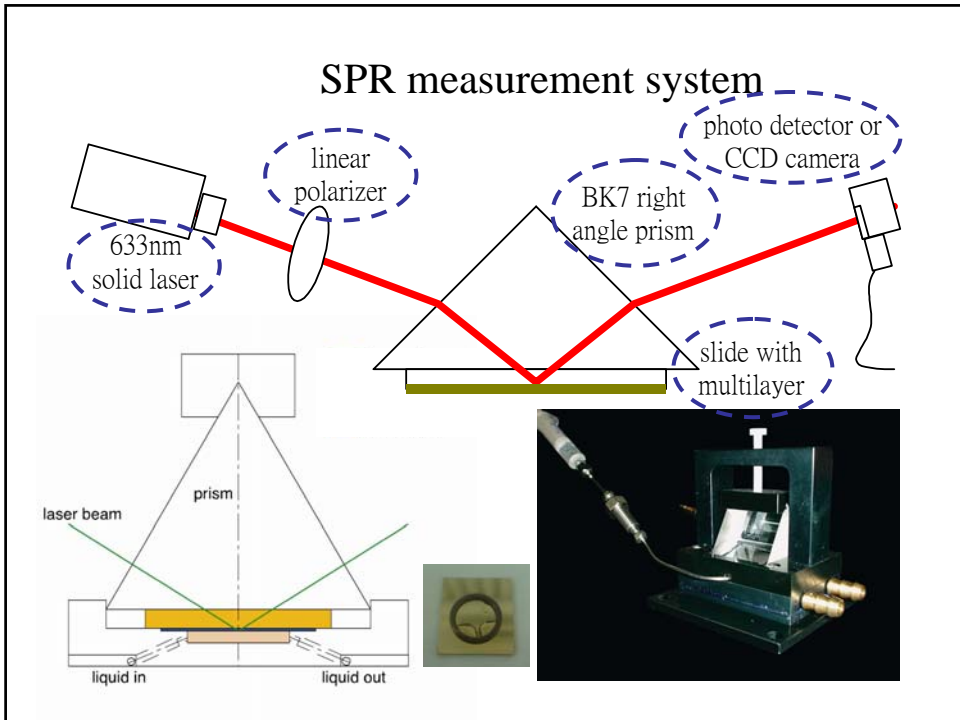 SPR measurement system
photo detector or
CCD camera
linear
polarizer
BK7 right
angle prism
633nm
solid laser
slide with
multilayer
prism
laser beam
liquid in
liquid out